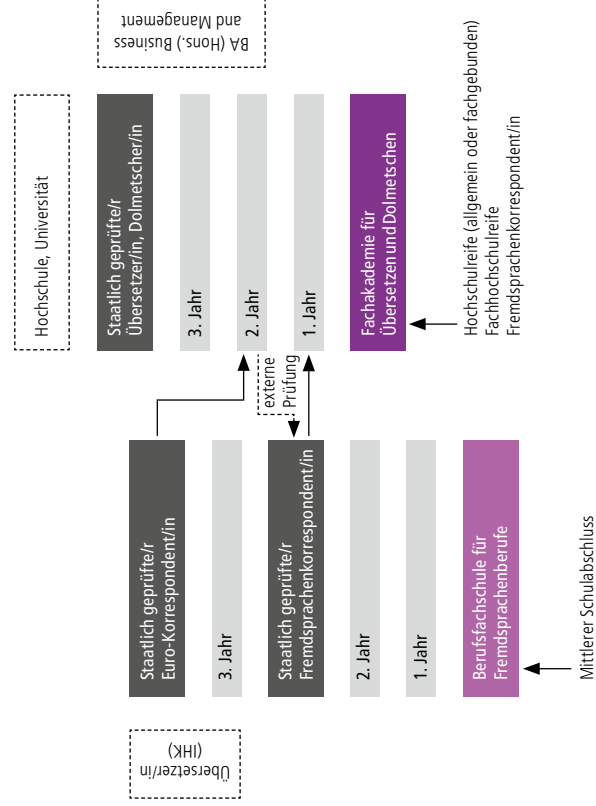 Hochschule, Universität
BA (Hons.) Business
and Management
Staatlich geprüfte/r
Übersetzer/in, Dolmetscher/in
3. Jahr
2. Jahr
1. Jahr
Fachakademie für
Übersetzen und Dolmetschen
Hochschulreife (allgemein oder fachgebunden)
Fachhochschulreife
Fremdsprachenkorrespondent/in
externe
Prüfung
Übersetzer/in
(IHK)
Staatlich geprüfte/r
Euro-Korrespondent/in
3. Jahr
Staatlich geprüfte/r
Fremdsprachenkorrespondent/in
2. Jahr
1. Jahr
Berufsfachschule für
Fremdsprachenberufe
Mittlerer Schulabschluss